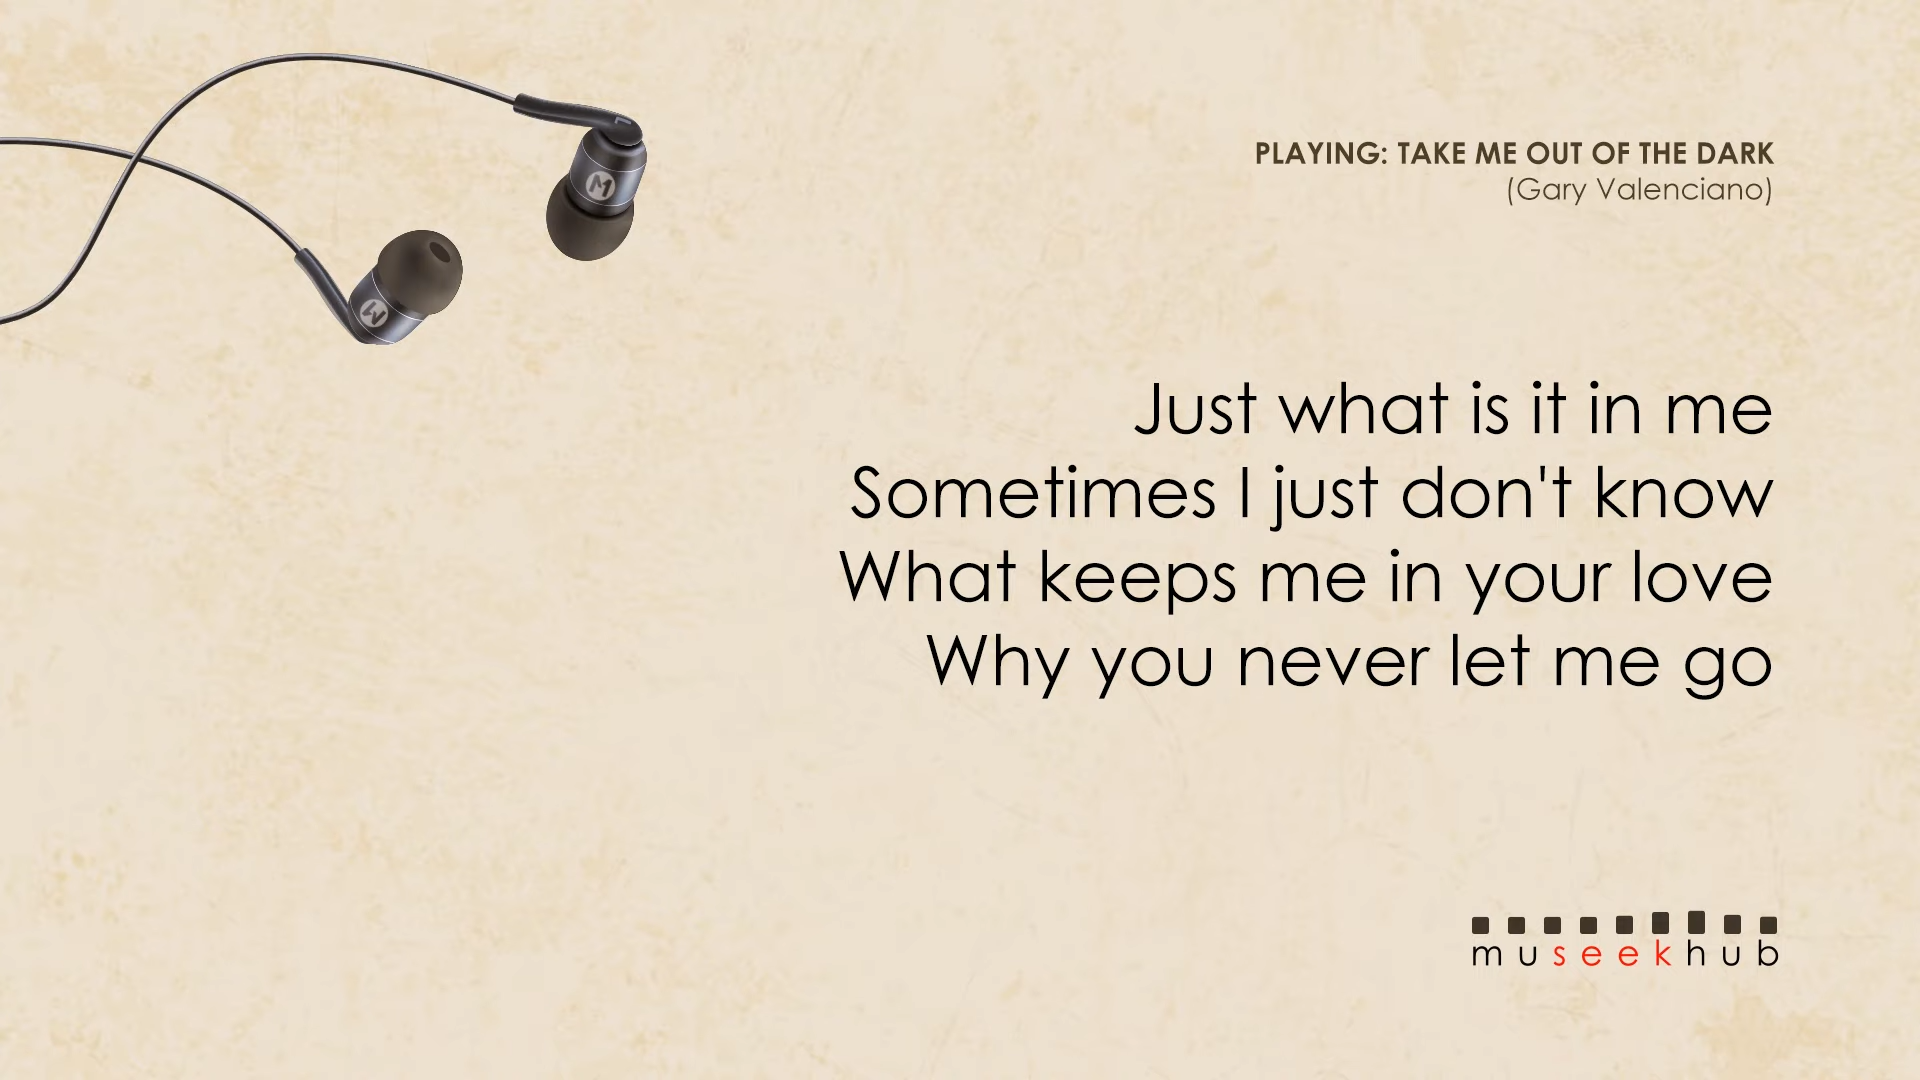 PLAYING: TAKE ME OUT OF THE DARK
(Gary Valenciano)
Just what is it in me
Sometimes I just don't know
What keeps me in your love
Why you never let me go
museekhub
L
M
M